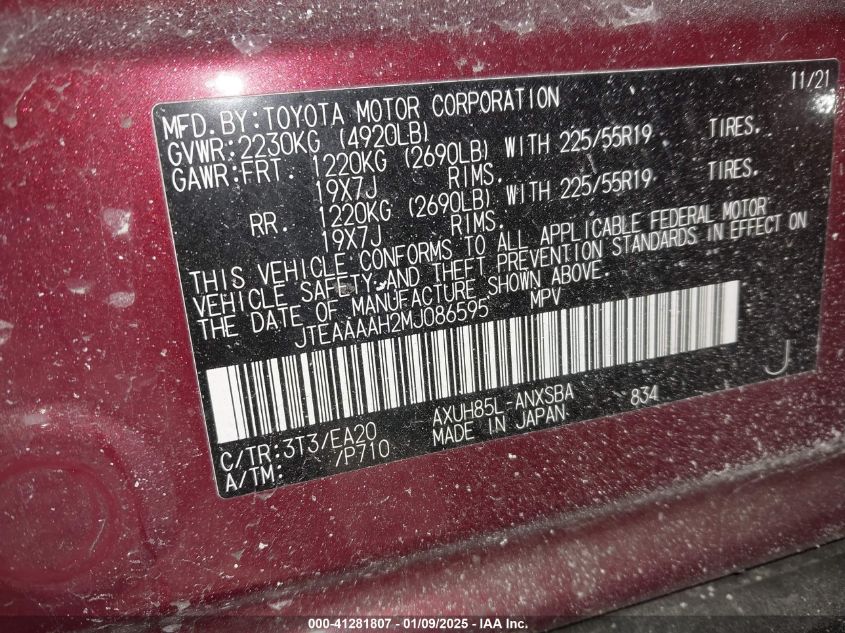 11/21
MFD. BY: TOYOTA MOTOR CORPORATION
GVWR: 2230KG (4920LB)
GAWR: FRT. 1220KG (2690LB) WITH 225/55R19 TIRES.
19X7J RIMS.
RR. 1220KG (2690LB) WITH 225/55R19 TIRES.
19X7J RIMS.
THIS VEHICLE CONFORMS TO ALL APPLICABLE FEDERAL MOTOR
VEHICLE SAFETY AND THEFT PREVENTION STANDARDS IN EFFECT ON
THE DATE OF MANUFACTURE SHOWN ABOVE.
JTEAAAAH2MJ086595 MPV
J
C/TR: 3T3/EA20 AXUH85L-ANXSBA 834
A/TM: /P710 MADE IN JAPAN
000-41281807 - 01/09/2025 - IAA Inc.